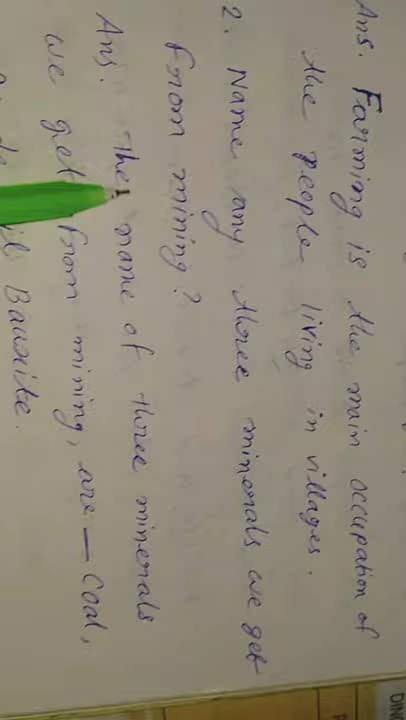 Ans. Farming is the main occupation of
the people living in villages.
2. Name any three minerals we get
from mining?
Ans. The name of three minerals
we get from mining, are — Coal,
Bauxite.
DIN